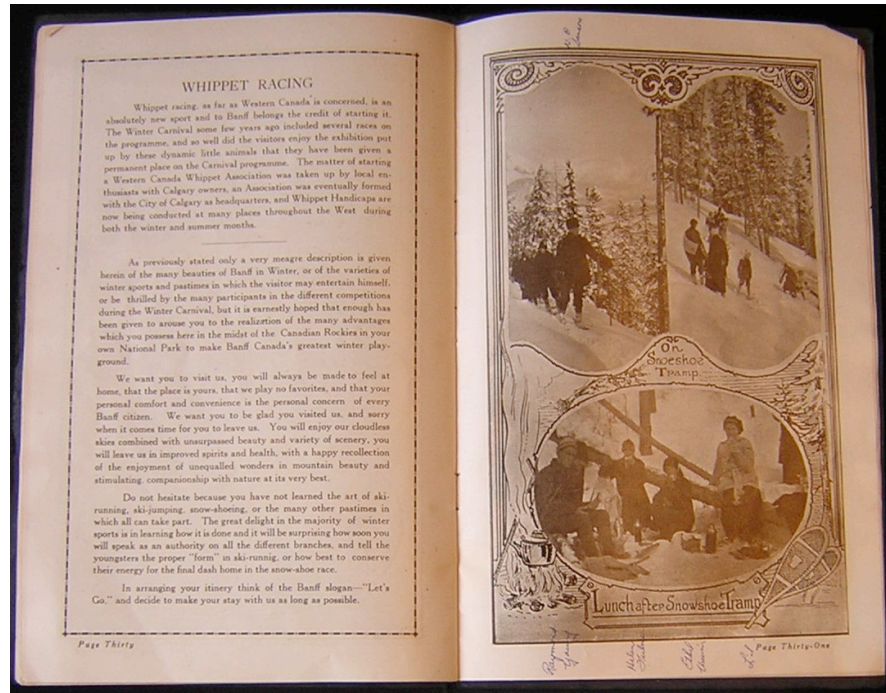 WHIPPET RACING
Whippet racing, as far as Western Canada is concerned, is an
absolutely new sport and to Banff belongs the credit of starting it.
The Winter Carnival some few years ago included several races on
the programme, and so well did the visitors enjoy the exhibition put
up by these dynamic little animals that they have been given a
permanent place on the Carnival programme. The matter of starting
a Western Canada Whippet Association was taken up by local en-
thusiasts with Calgary owners, an Association was eventually formed
with the City of Calgary as headquarters, and Whippet Handicaps are
now being conducted at many places throughout the West during
both the winter and summer months.
As previously stated only a very meagre description is given
herein of the many beauties of Banff in Winter, or of the varieties of
winter sports and pastimes in which the visitor may entertain himself,
or be thrilled by the many participants in the different competitions
during the Winter Carnival, but it is earnestly hoped that enough has
been given to arouse you to the realization of the many advantages
which you possess here in the midst of the Canadian Rockies in your
own National Park to make Banff Canada's greatest winter play-
ground.
We want you to visit us, you will always be made to feel at
home, that the place is yours, that we play no favorites, and that your
personal comfort and convenience is the personal concern of every
Banff citizen. We want you to be glad you visited us, and sorry
when it comes time for you to leave us. You will enjoy our cloudless
skies combined with unsurpassed beauty and variety of scenery, you
will leave us in improved spirits and health, with a happy recollection
of the enjoyment of unequalled wonders in mountain beauty and
stimulating, companionship with nature at its very best.
Do not hesitate because you have not learned the art of ski-
running, ski-jumping, snow-shoeing, or the many other pastimes in
which all can take part. The great delight in the majority of winter
sports is in learning how it is done and it will be surprising how soon you
will speak as an authority on all the different branches, and tell the
youngsters the proper "form" in ski-runnig, or how best to conserve
their energy for the final dash home in the snow-shoe race.
In arranging your itinery think of the Banff slogan—"Let's
Go," and decide to make your stay with us as long as possible.
Page Thirty
On
Snoeshoe
Tramp.
Lunch after Snowshoe Tramp
Raymond
Helen
Ethel
Page Thirty-One